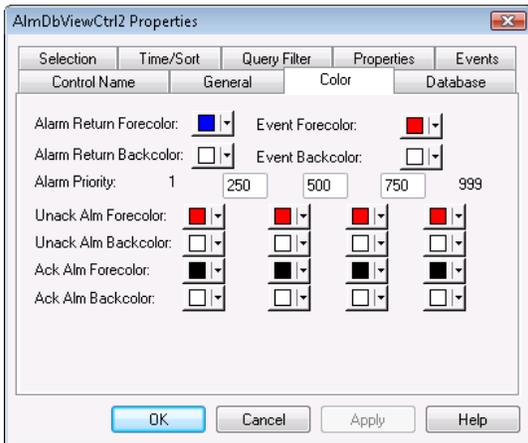 AlmDbViewCtrl2 Properties
Selection Time/Sort Query Filter Properties Events
Control Name General Color Database
Alarm Return Forecolor: Event Forecolor:
Alarm Return Backcolor: Event Backcolor:
Alarm Priority: 1 250 500 750 999
Unack Alm Forecolor:
Unack Alm Backcolor:
Ack Alm Forecolor:
Ack Alm Backcolor:
OK Cancel Apply Help